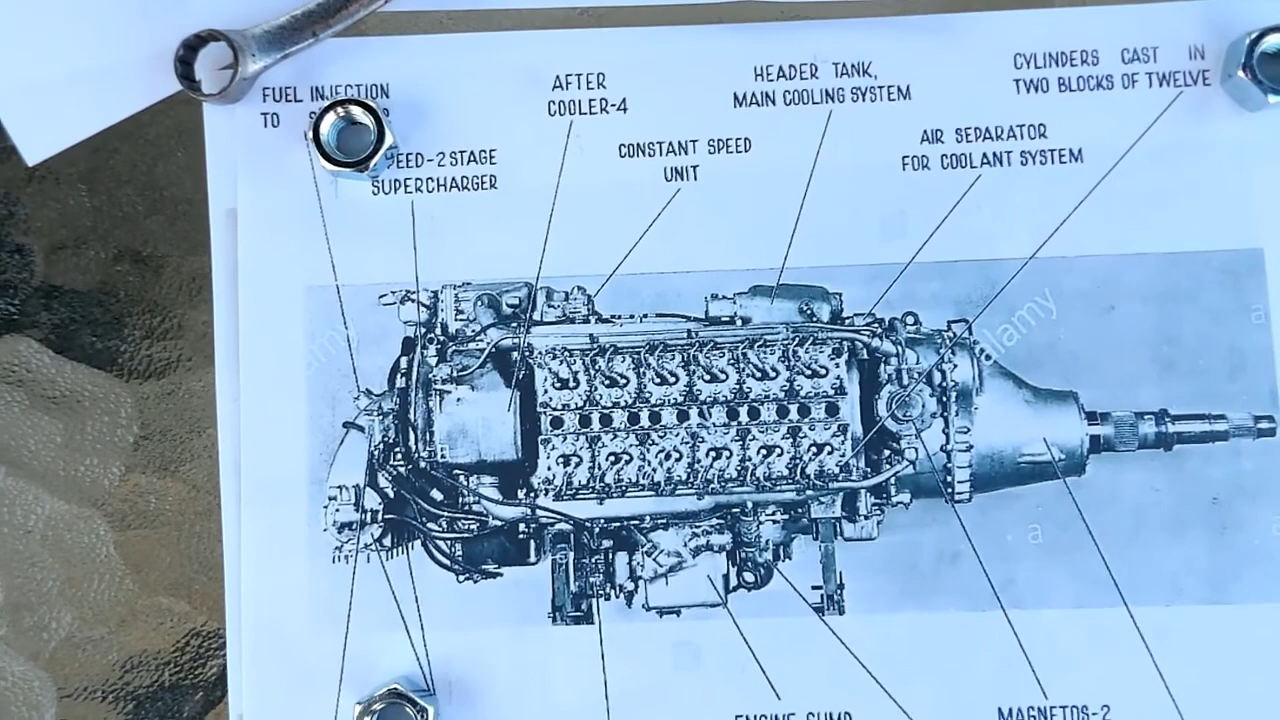 FUEL INJECTION
TO
SPEED-2 STAGE
SUPERCHARGER
AFTER
COOLER-4
CONSTANT SPEED
UNIT
HEADER TANK,
MAIN COOLING SYSTEM
AIR SEPARATOR
FOR COOLANT SYSTEM
CYLINDERS CAST IN
TWO BLOCKS OF TWELVE
alamy
alamy
a
a
ENGINE SUMP
MAGNETOS-2